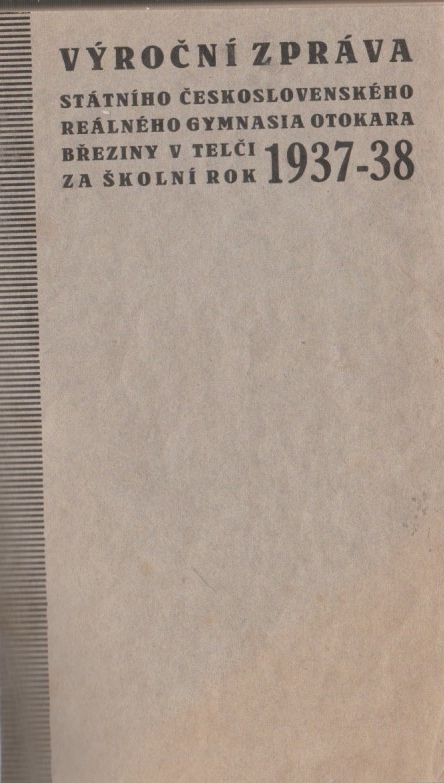 VÝROČNÍ ZPRÁVA
STÁTNÍHO ČESKOSLOVENSKÉHO
REÁLNÉHO GYMNASIA OTOKARA
BŘEZINY V TELČI
ZA ŠKOLNÍ ROK 1937-38